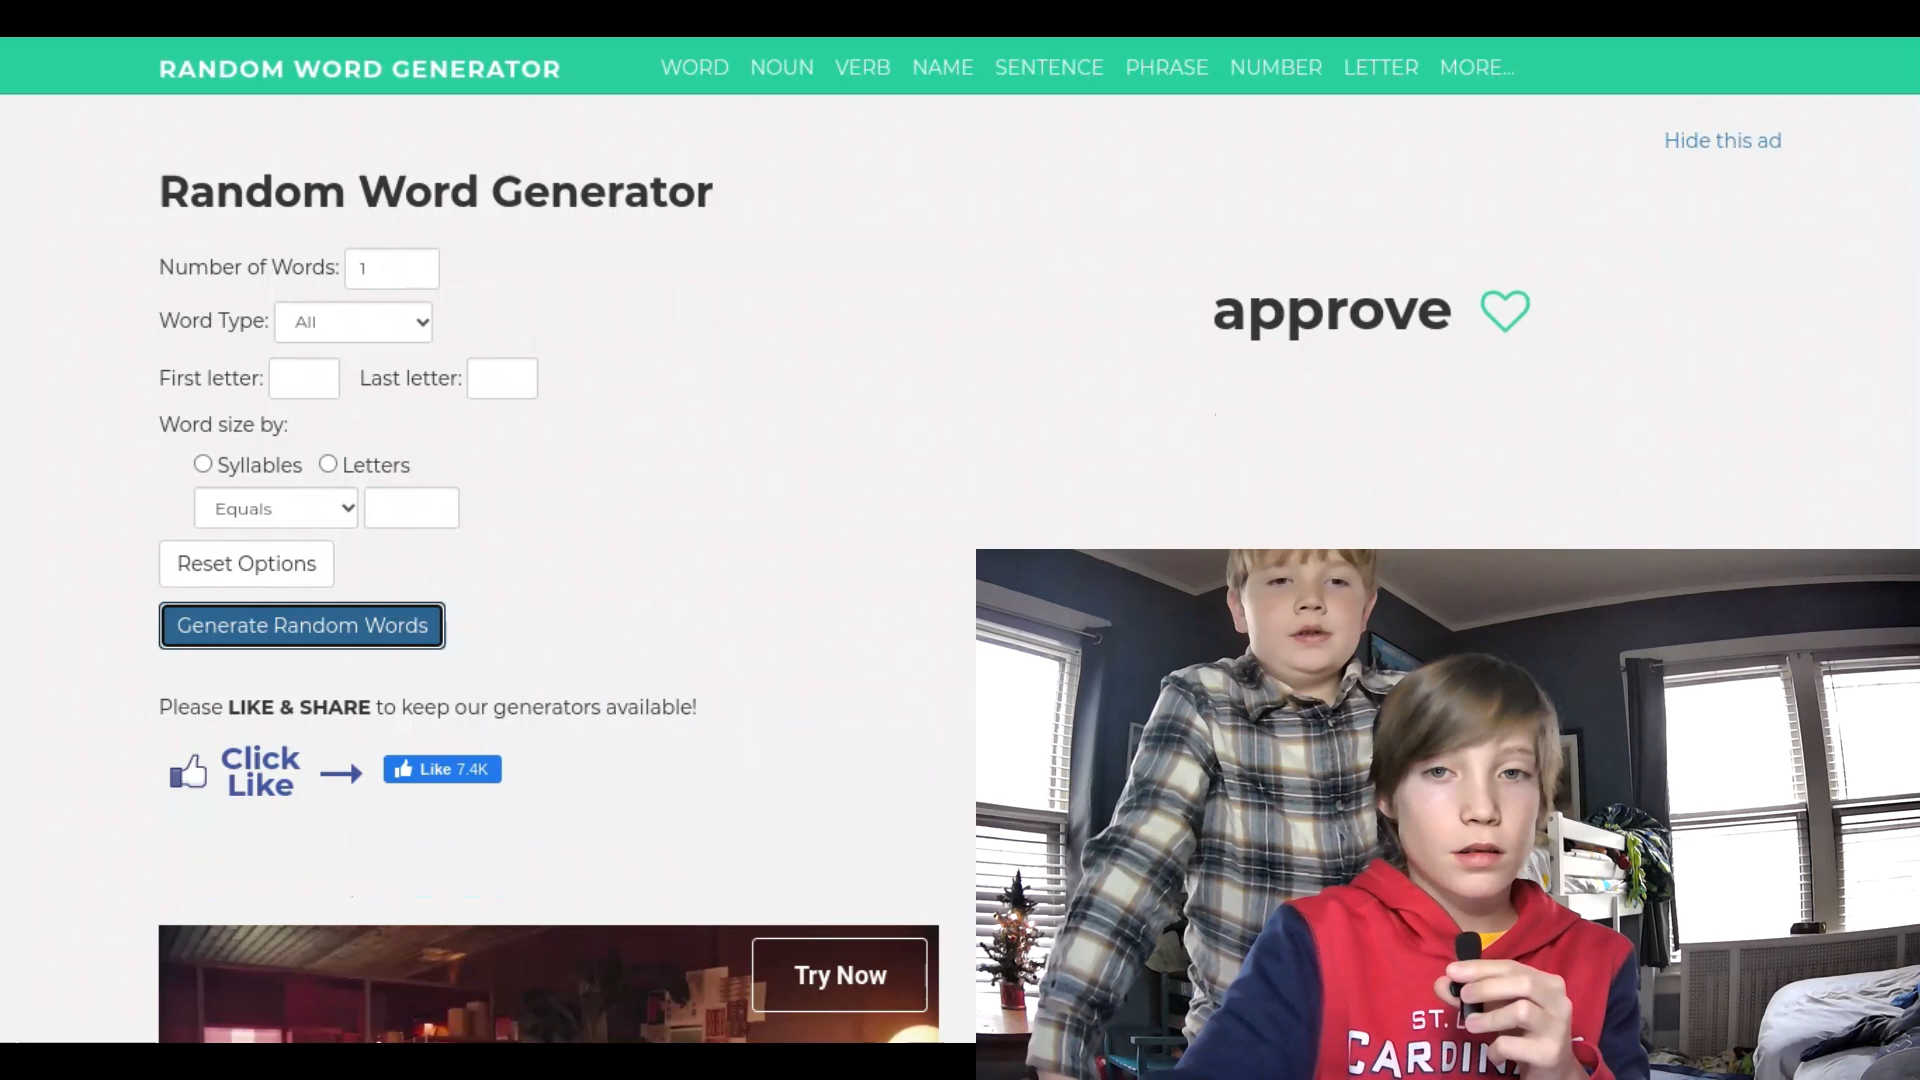 RANDOM WORD GENERATOR
WORD NOUN VERB NAME SENTENCE PHRASE NUMBER LETTER MORE...
Hide this ad
Random Word Generator
Number of Words: 1
Word Type: All
First letter: Last letter:
Word size by:
Syllables Letters
Equals
Reset Options
Generate Random Words
approve
Please LIKE & SHARE to keep our generators available!
Click
Like
Like 7.4K
Try Now
ST.